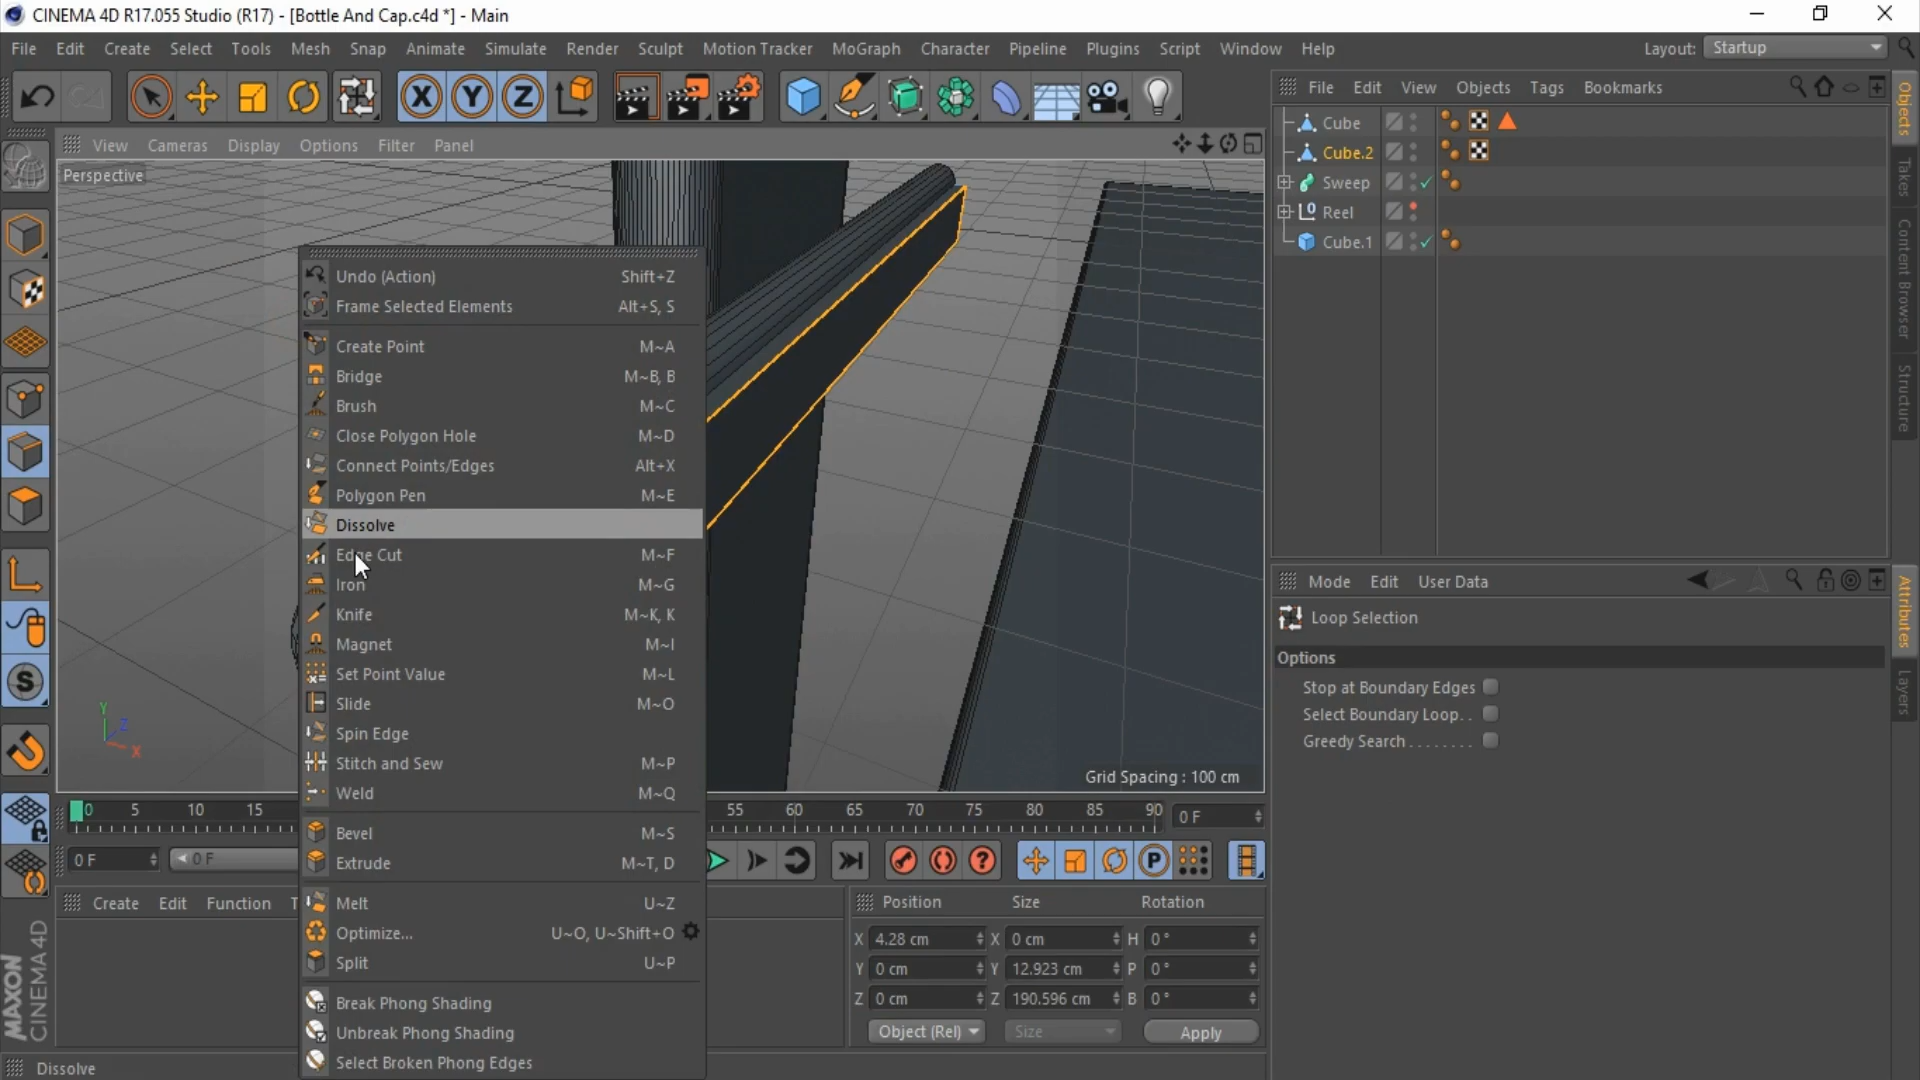 CINEMA 4D R17.055 Studio (R17) - [Bottle And Cap.c4d *] - Main
File Edit Create Select Tools Mesh Snap Animate Simulate Render Sculpt Motion Tracker MoGraph Character Pipeline Plugins Script Window Help Layout: Startup
X Y Z
File Edit View Objects Tags Bookmarks
View Cameras Display Options Filter Panel
Perspective
Cube
Cube.2
Sweep
Reel
Cube.1
Objects
Takes
Content Browser
Structure
Undo (Action) Shift+Z
Frame Selected Elements Alt+S, S
Create Point M~A
Bridge M~B, B
Brush M~C
Close Polygon Hole M~D
Connect Points/Edges Alt+X
Polygon Pen M~E
Dissolve
Edge Cut M~F
Iron M~G
Knife M~K, K
Magnet M~I
Set Point Value M~L
Slide M~O
Spin Edge
Stitch and Sew M~P
Weld M~Q
Bevel M~S
Extrude M~T, D
Melt U~Z
Optimize... U~O, U~Shift+O
Split U~P
Break Phong Shading
Unbreak Phong Shading
Select Broken Phong Edges
S
Y
Z
X
Grid Spacing : 100 cm
Mode Edit User Data
Loop Selection
Options
Stop at Boundary Edges
Select Boundary Loop. .
Greedy Search . . . . . . . .
Attributes
Layers
0 5 10 15 55 60 65 70 75 80 85 90 0 F
0 F 0 F
? P
Create Edit Function T
Position Size Rotation
X 4.28 cm X 0 cm H 0 °
Y 0 cm Y 12.923 cm P 0 °
Z 0 cm Z 190.596 cm B 0 °
Object (Rel) Size Apply
MAXON
CINEMA 4D
Dissolve